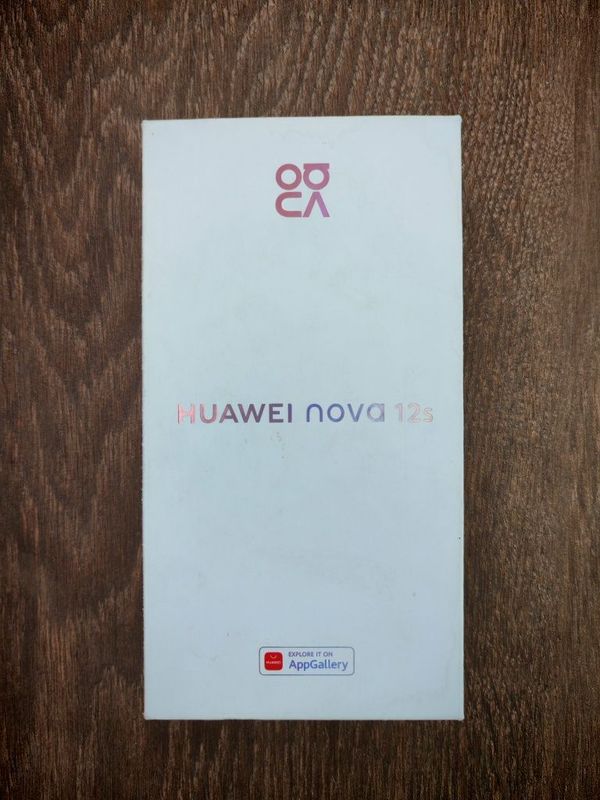 HUAWEI nova 12s
HUAWEI
EXPLORE IT ON
AppGallery